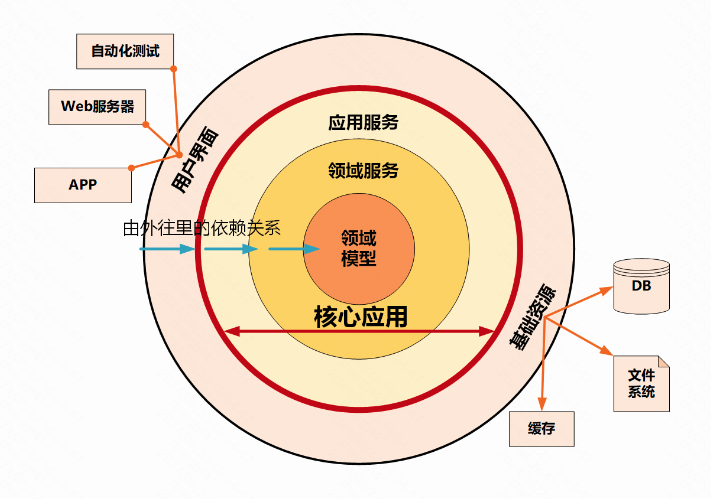 自动化测试
Web服务器
APP
用户界面
应用服务
领域服务
由外往里的依赖关系
领域
模型
核心应用
基础资源
DB
文件
系统
缓存